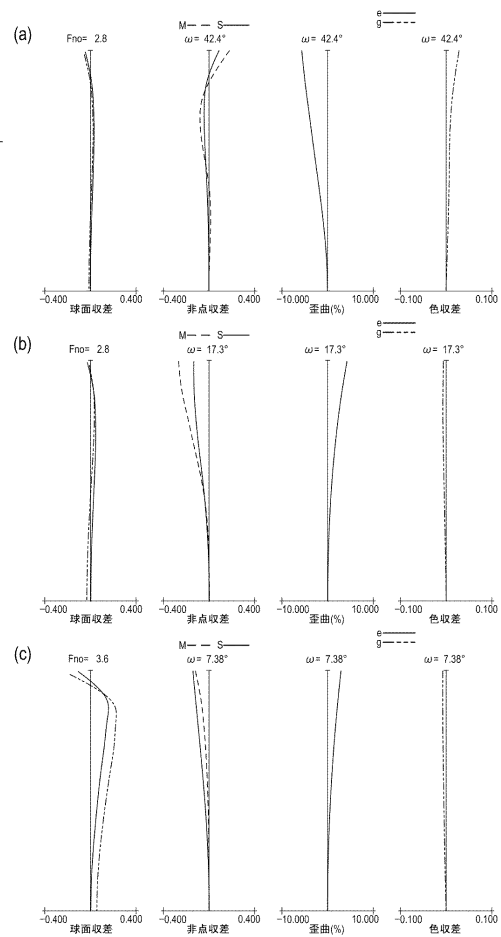 (a)
Fno= 2.8
M S
ω= 42.4°
e
g
ω= 42.4°
ω= 42.4°
−0.400 0.400
球面収差
−0.400 0.400
非点収差
−10.000 10.000
歪曲(%)
−0.100 0.100
色収差
(b)
Fno= 2.8
M S
ω= 17.3°
e
g
ω= 17.3°
ω= 17.3°
−0.400 0.400
球面収差
−0.400 0.400
非点収差
−10.000 10.000
歪曲(%)
−0.100 0.100
色収差
(c)
Fno= 3.6
M S
ω= 7.38°
e
g
ω= 7.38°
ω= 7.38°
−0.400 0.400
球面収差
−0.400 0.400
非点収差
−10.000 10.000
歪曲(%)
−0.100 0.100
色収差